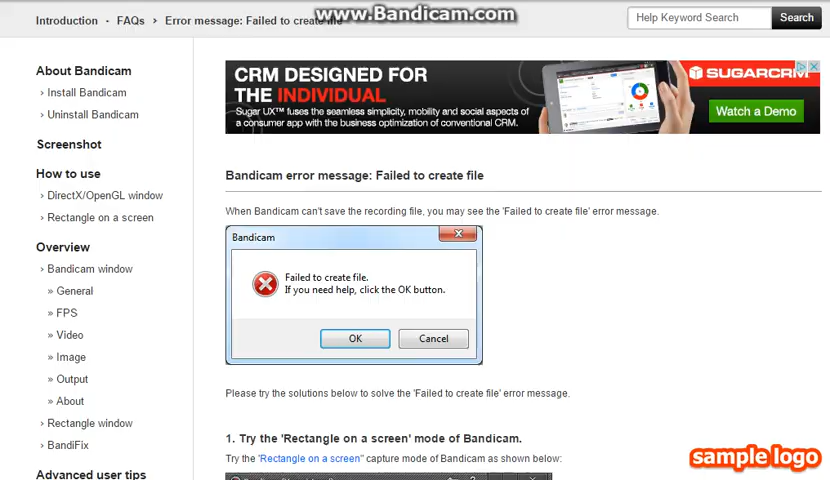 www.Bandicam.com
Introduction · FAQs > Error message: Failed to create file
Help Keyword Search
Search
About Bandicam
› Install Bandicam
› Uninstall Bandicam
Screenshot
How to use
› DirectX/OpenGL window
› Rectangle on a screen
Overview
› Bandicam window
» General
» FPS
» Video
» Image
» Output
» About
› Rectangle window
› BandiFix
Advanced user tips
CRM DESIGNED FOR
THE INDIVIDUAL
Sugar UX™ fuses the seamless simplicity, mobility and social aspects of
a consumer app with the business optimization of conventional CRM.
SUGARCRM
Watch a Demo
Bandicam error message: Failed to create file
When Bandicam can't save the recording file, you may see the 'Failed to create file' error message.
Bandicam
Failed to create file.
If you need help, click the OK button.
OK
Cancel
Please try the solutions below to solve the 'Failed to create file' error message.
1. Try the 'Rectangle on a screen' mode of Bandicam.
Try the 'Rectangle on a screen" capture mode of Bandicam as shown below:
sample logo